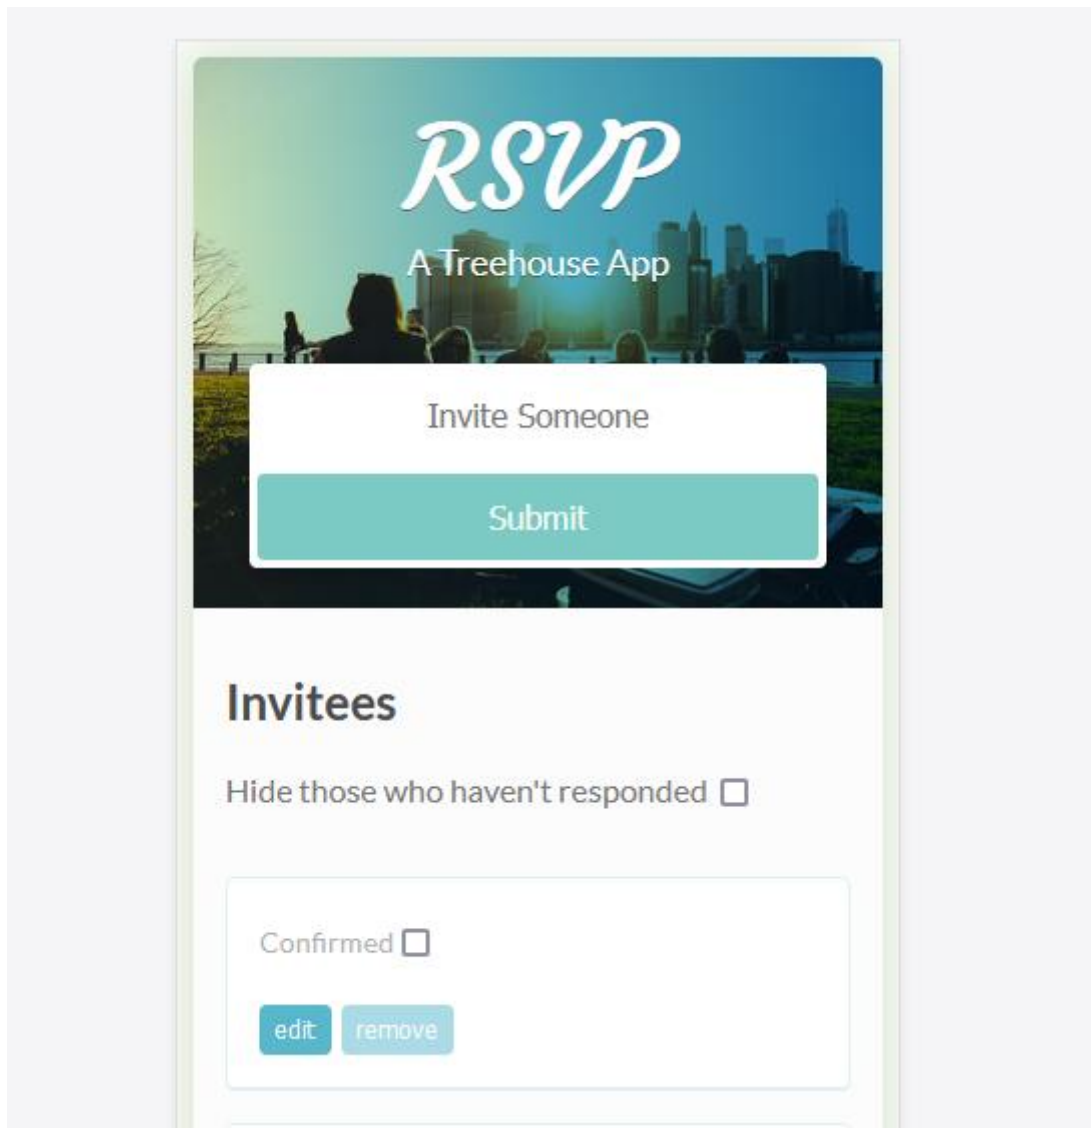 RSVP
A Treehouse App
Invite Someone
Submit
Invitees
Hide those who haven't responded
Confirmed
edit remove